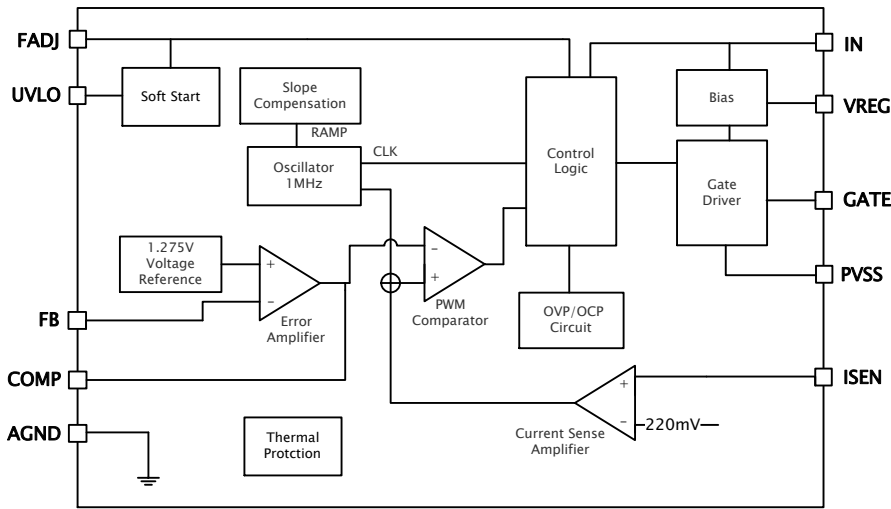 FADJ
IN
UVLO
Soft Start
Slope
Compensation
RAMP
Bias
VREG
Oscillator
1MHz
CLK
Control
Logic
Gate
Driver
GATE
1.275V
Voltage
Reference
+
−
Error
Amplifier
−
+
PWM
Comparator
PVSS
FB
OVP/OCP
Circuit
COMP
+
−
220mV
ISEN
Current Sense
Amplifier
AGND
Thermal
Protction